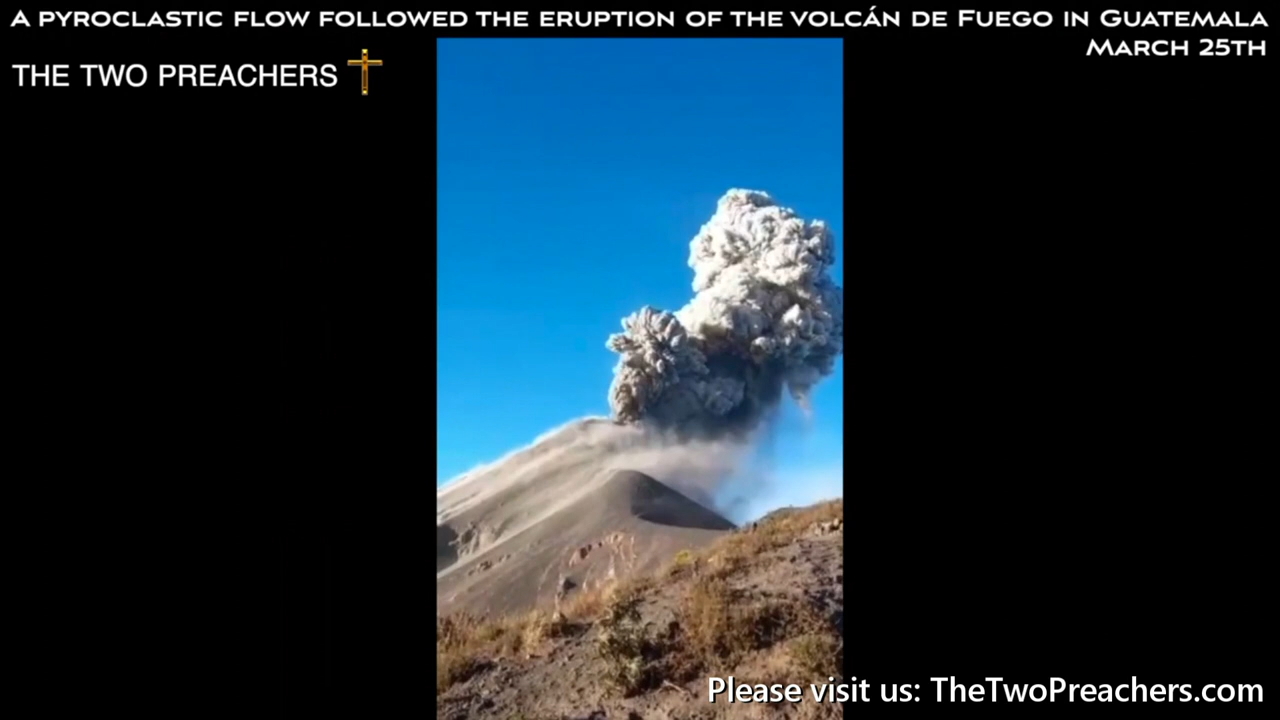 A PYROCLASTIC FLOW FOLLOWED THE ERUPTION OF THE VOLCÁN DE FUEGO IN GUATEMALA
MARCH 25TH
THE TWO PREACHERS
Please visit us: TheTwoPreachers.com